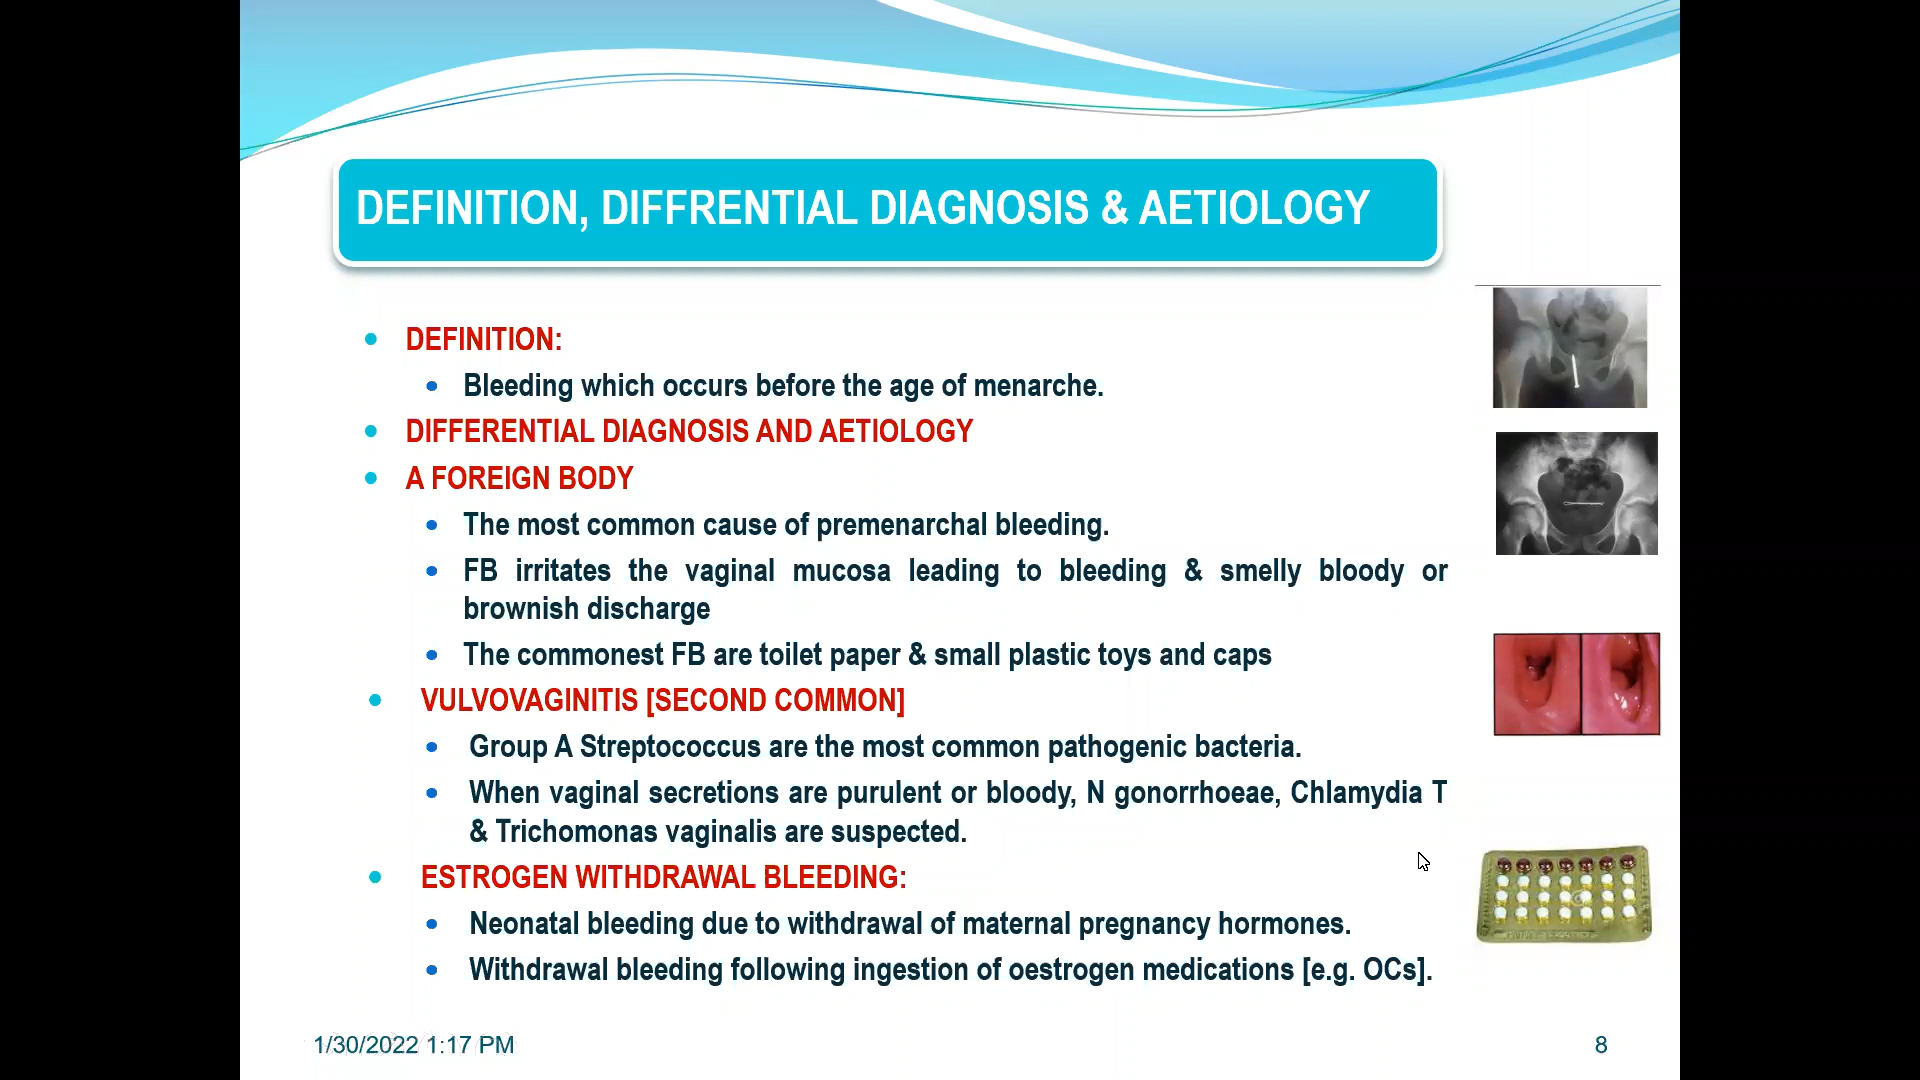 DEFINITION, DIFFRENTIAL DIAGNOSIS & AETIOLOGY
• DEFINITION:
• Bleeding which occurs before the age of menarche.
• DIFFERENTIAL DIAGNOSIS AND AETIOLOGY
• A FOREIGN BODY
• The most common cause of premenarchal bleeding.
• FB irritates the vaginal mucosa leading to bleeding & smelly bloody or
brownish discharge
• The commonest FB are toilet paper & small plastic toys and caps
• VULVOVAGINITIS [SECOND COMMON]
• Group A Streptococcus are the most common pathogenic bacteria.
• When vaginal secretions are purulent or bloody, N gonorrhoeae, Chlamydia T
& Trichomonas vaginalis are suspected.
• ESTROGEN WITHDRAWAL BLEEDING:
• Neonatal bleeding due to withdrawal of maternal pregnancy hormones.
• Withdrawal bleeding following ingestion of oestrogen medications [e.g. OCs].
1/30/2022 1:17 PM
8